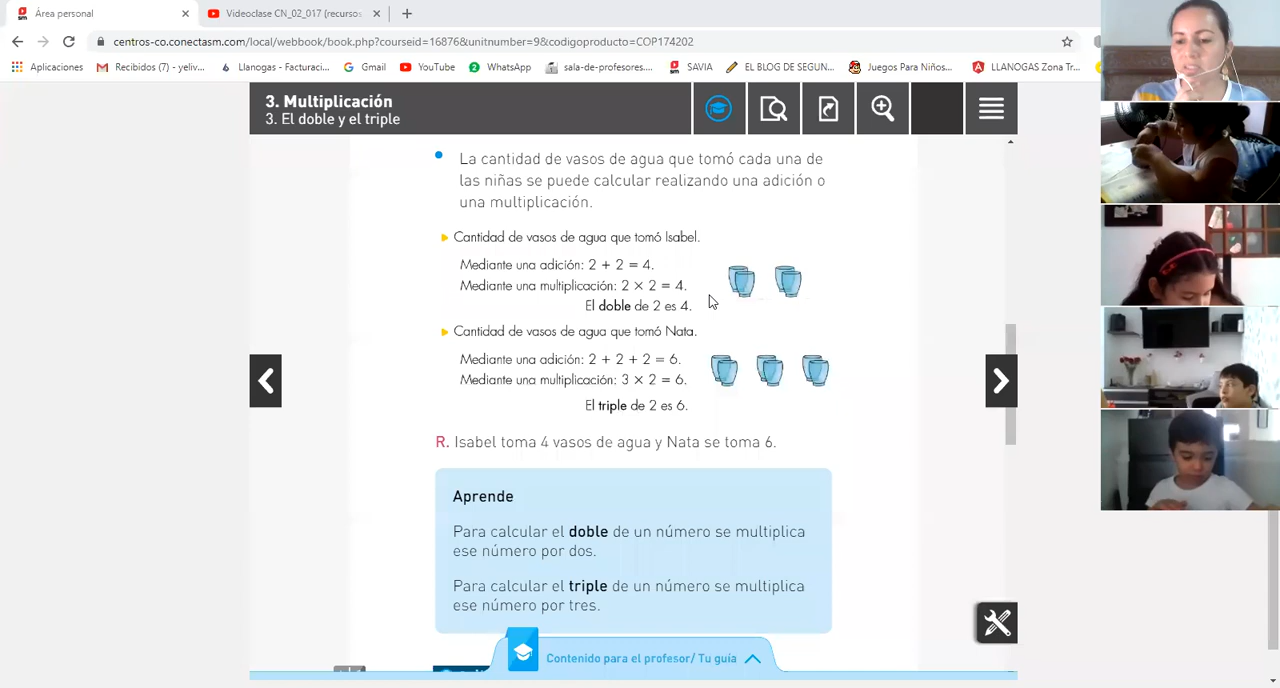 Área personal
Videoclase CN_02_017 (recursos
centros-co.conectasm.com/local/webbook/book.php?courseid=16876&unitnumber=9&codigoproducto=COP174202
Aplicaciones
Recibidos (7) - yeliv...
Llanogas - Facturaci...
Gmail
YouTube
WhatsApp
sala-de-profesores....
SAVIA
EL BLOG DE SEGUN...
Juegos Para Niños...
LLANOGAS Zona Tr...
3. Multiplicación
3. El doble y el triple
La cantidad de vasos de agua que tomó cada una de
las niñas se puede calcular realizando una adición o
una multiplicación.
Cantidad de vasos de agua que tomó Isabel.
Mediante una adición: 2 + 2 = 4.
Mediante una multiplicación: 2 × 2 = 4.
El doble de 2 es 4.
Cantidad de vasos de agua que tomó Nata.
Mediante una adición: 2 + 2 + 2 = 6.
Mediante una multiplicación: 3 × 2 = 6.
El triple de 2 es 6.
R. Isabel toma 4 vasos de agua y Nata se toma 6.
Aprende
Para calcular el doble de un número se multiplica
ese número por dos.
Para calcular el triple de un número se multiplica
ese número por tres.
Contenido para el profesor/ Tu guía